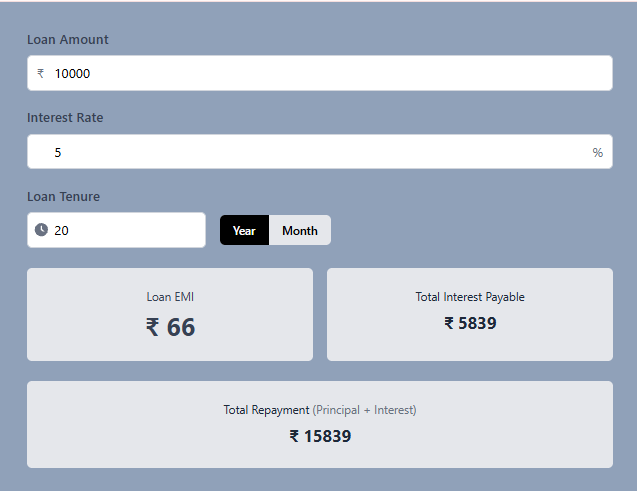 Loan Amount
₹ 10000
Interest Rate
5 %
Loan Tenure
20 Year Month
Loan EMI
₹ 66
Total Interest Payable
₹ 5839
Total Repayment (Principal + Interest)
₹ 15839